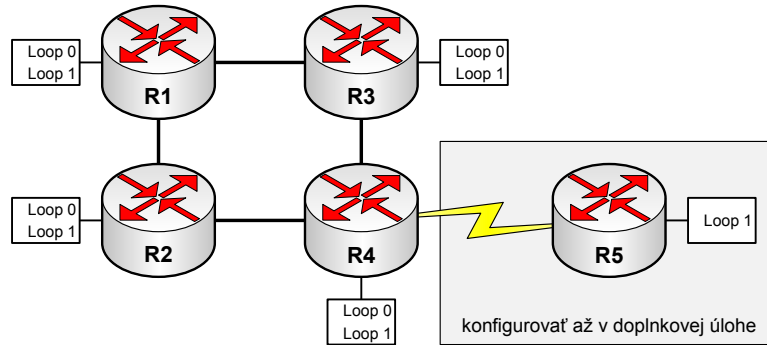 Loop 0
Loop 1
R1
R3
Loop 0
Loop 1
Loop 0
Loop 1
R2
R4
R5
Loop 1
Loop 0
Loop 1
konfigurovať až v doplnkovej úlohe